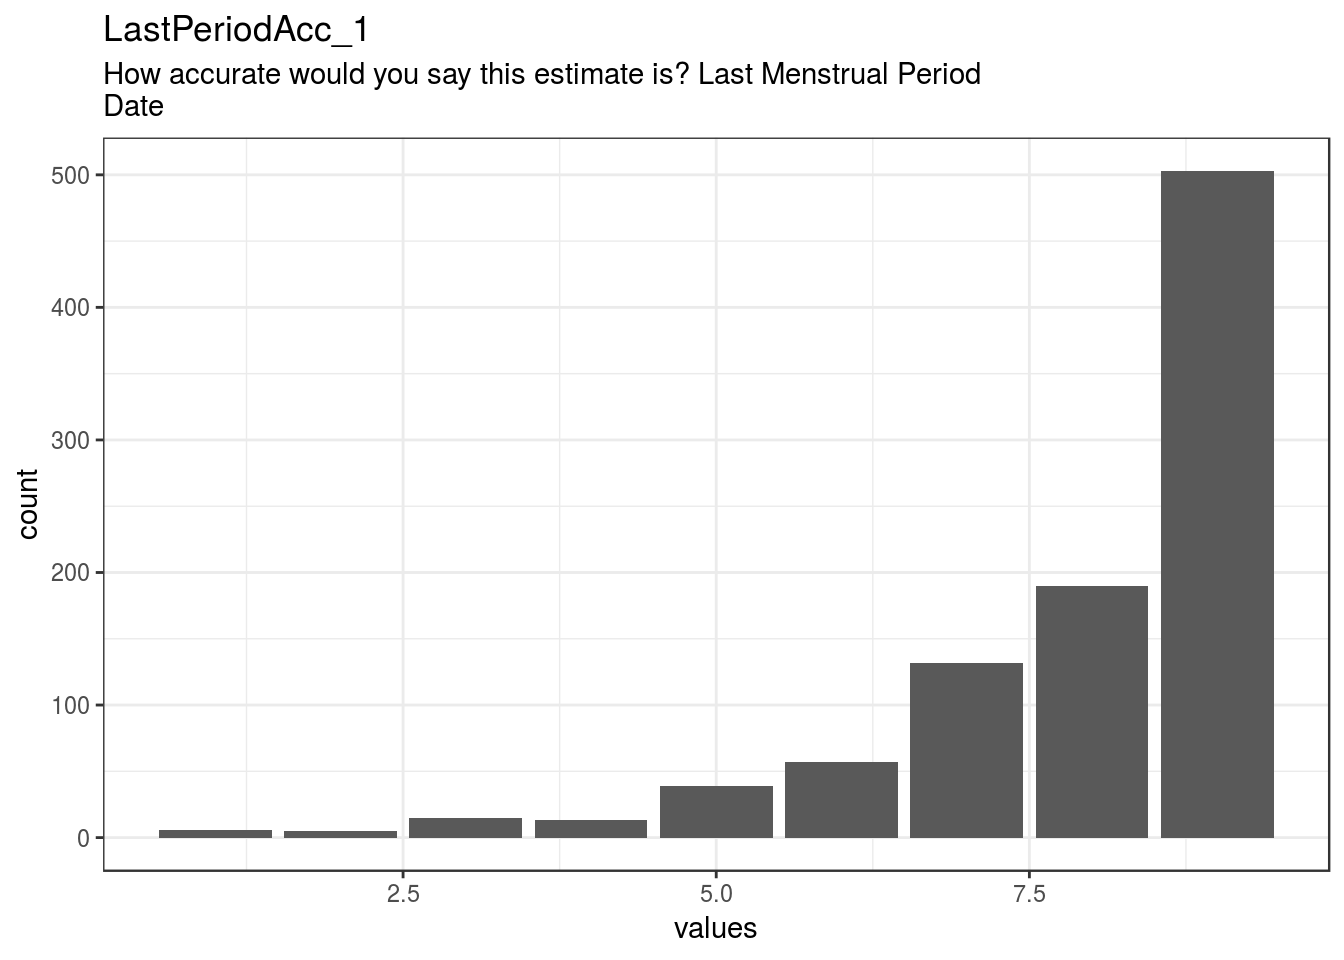 LastPeriodAcc_1
How accurate would you say this estimate is? Last Menstrual Period
Date
500
400
300
200
100
0
count
2.5 5.0 7.5
values